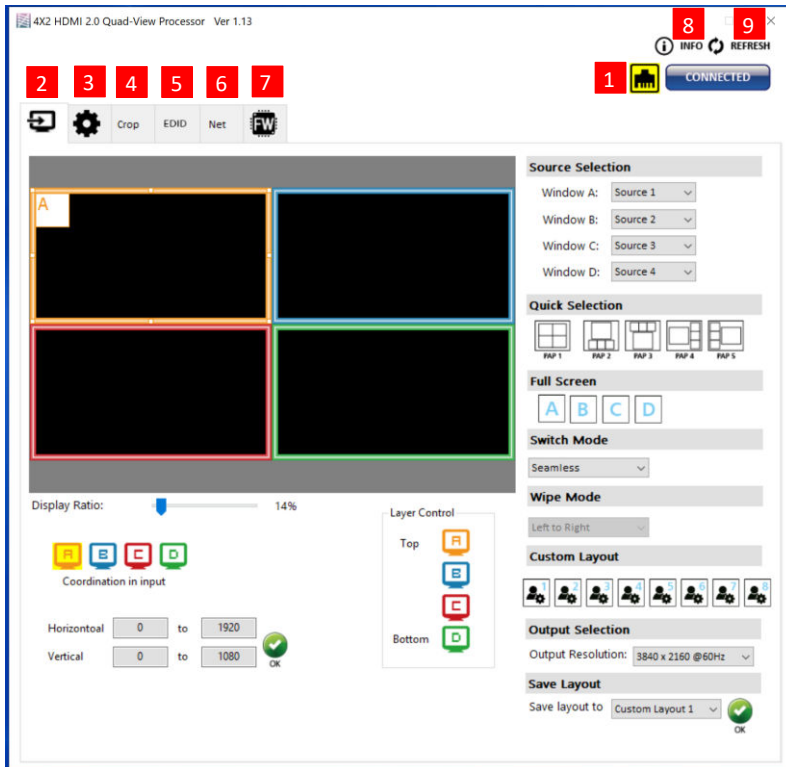 4X2 HDMI 2.0 Quad-View Processor Ver 1.13
8 9
INFO REFRESH
1 CONNECTED
2 3 4 5 6 7
Crop EDID Net FW
A
Source Selection
Window A: Source 1
Window B: Source 2
Window C: Source 3
Window D: Source 4
Quick Selection
PAP 1 PAP 2 PAP 3 PAP 4 PAP 5
Full Screen
A B C D
Switch Mode
Seamless
Wipe Mode
Left to Right
Custom Layout
1 2 3 4 5 6 7 8
Output Selection
Output Resolution: 3840 x 2160 @60Hz
Save Layout
Save layout to Custom Layout 1
OK
Display Ratio: 14%
A B C D
Coordination in input
Horizontoal 0 to 1920
Vertical 0 to 1080
OK
Layer Control
Top A
B
C
Bottom D